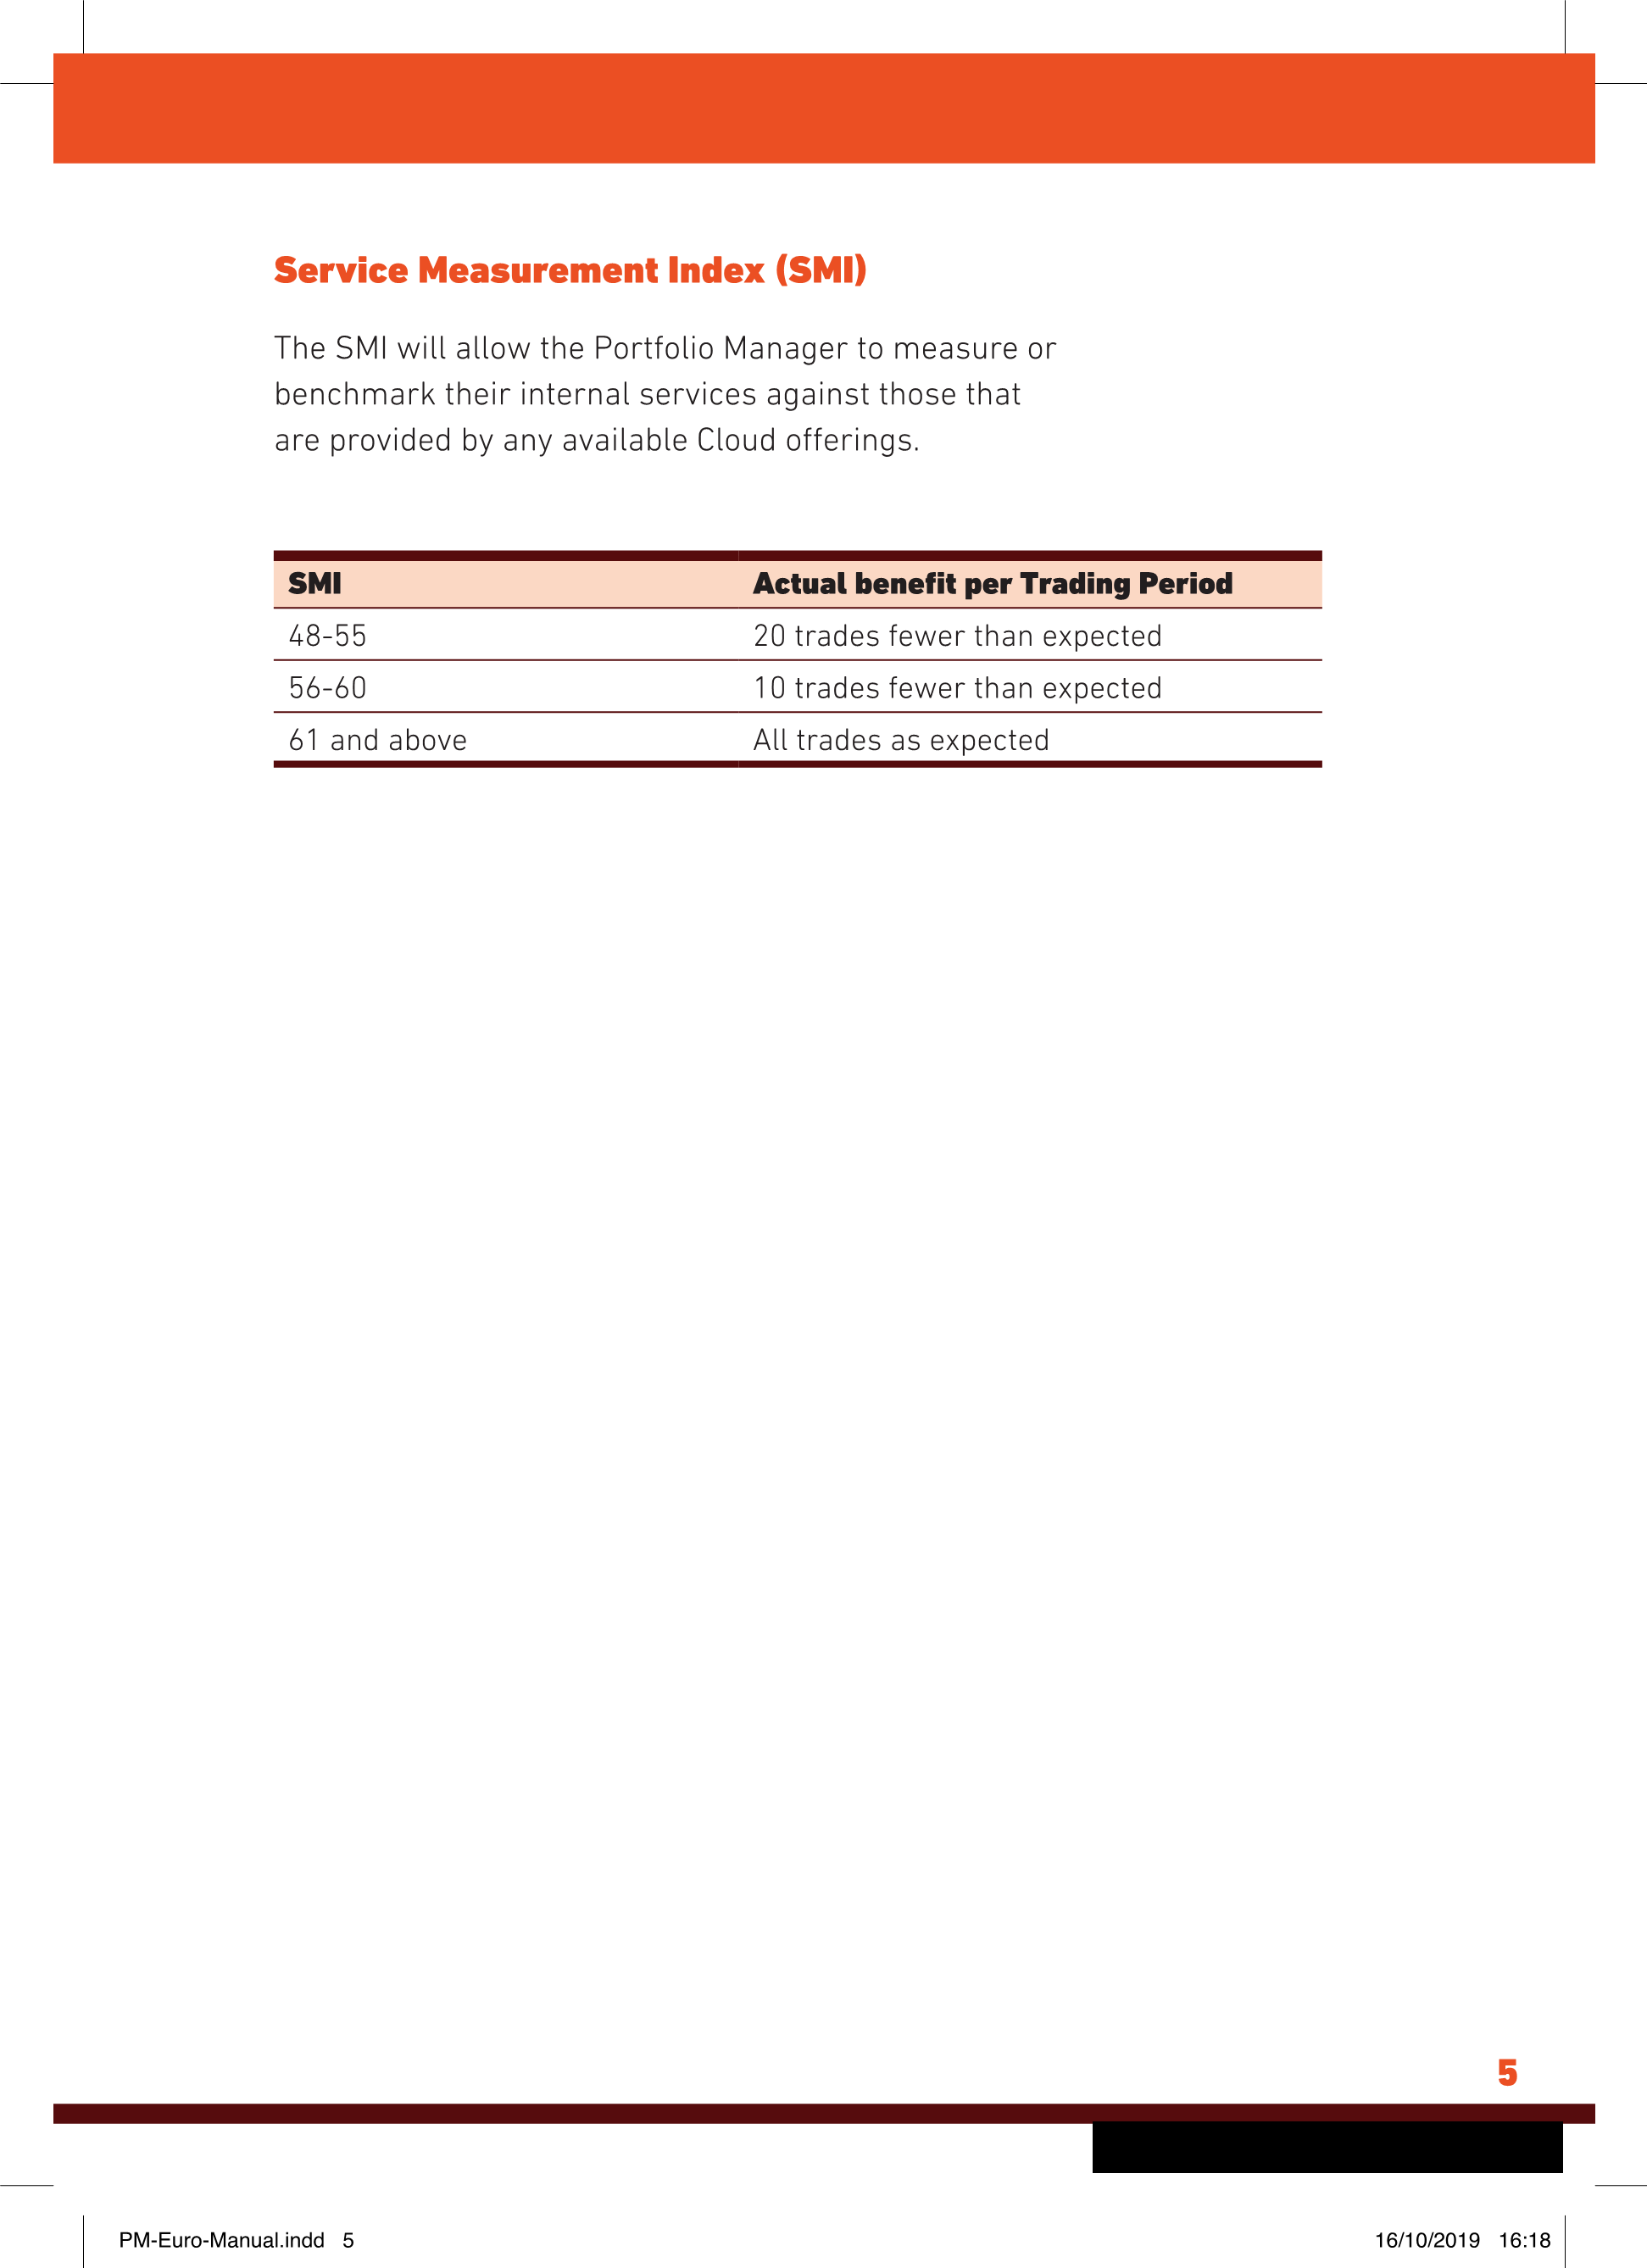 Service Measurement Index (SMI)
The SMI will allow the Portfolio Manager to measure or
benchmark their internal services against those that
are provided by any available Cloud offerings.
SMI Actual benefit per Trading Period
48-55 20 trades fewer than expected
56-60 10 trades fewer than expected
61 and above All trades as expected
5
PM-Euro-Manual.indd 5 16/10/2019 16:18